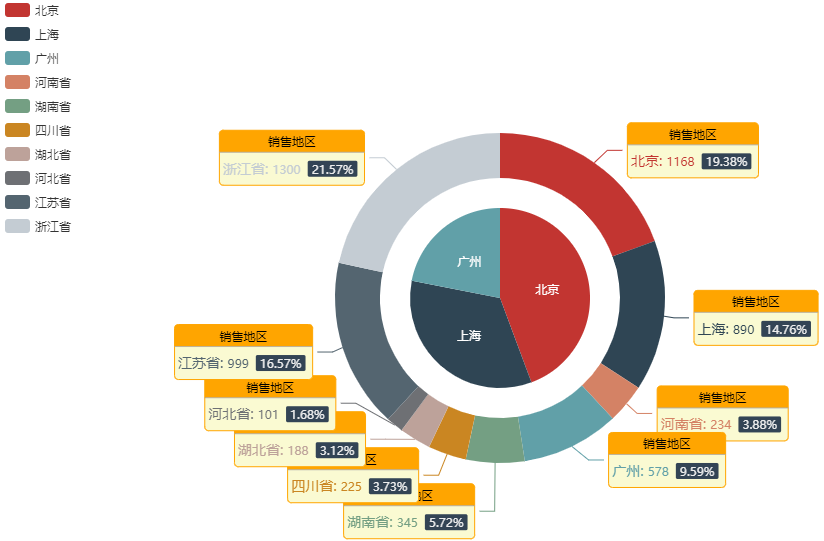 北京
上海
广州
河南省
湖南省
四川省
湖北省
河北省
江苏省
浙江省
销售地区
浙江省: 1300 21.57%
销售地区
北京: 1168 19.38%
广州
北京
上海
销售地区
上海: 890 14.76%
销售地区
江苏省: 999 16.57%
销售地区
河北省: 101 1.68%
湖北省: 188 3.12%
四川省: 225 3.73%
湖南省: 345 5.72%
销售地区
河南省: 234 3.88%
销售地区
广州: 578 9.59%